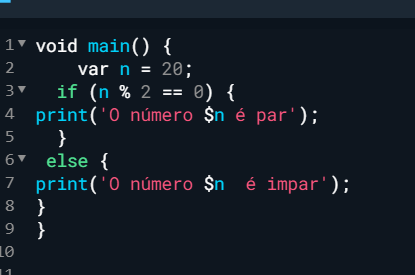 1 void main() {
2 var n = 20;
3 if (n % 2 == 0) {
4 print('O número $n é par');
5 }
6 else {
7 print('O número $n  é impar');
8 }
9 }
10